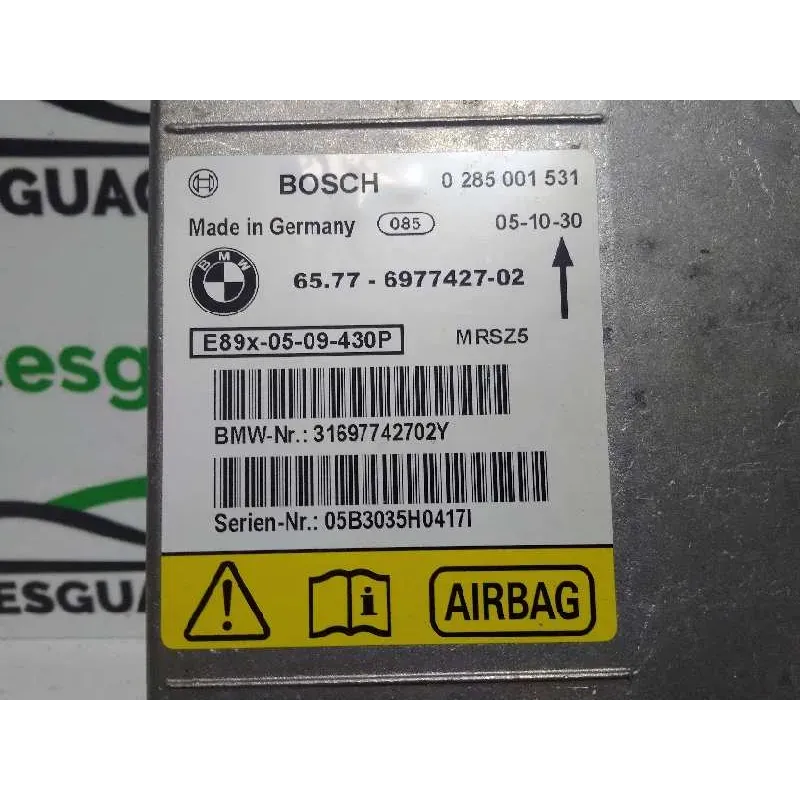 GUAC
esg
ESGUA
BOSCH 0 285 001 531
Made in Germany 085 05-10-30
BMW
65.77 - 6977427-02
E89x-05-09-430P MRSZ5
BMW-Nr.: 31697742702Y
Serien-Nr.: 05B3035H0417I
! i AIRBAG